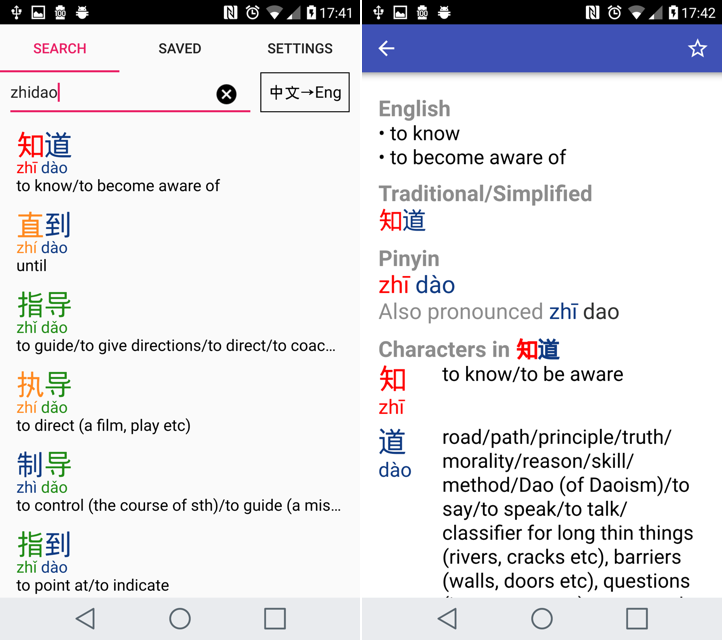 17:41
SEARCH SAVED SETTINGS
zhidao 中文→Eng
知道
zhī dào
to know/to become aware of
直到
zhí dào
until
指导
zhǐ dǎo
to guide/to give directions/to direct/to coac…
执导
zhí dǎo
to direct (a film, play etc)
制导
zhì dǎo
to control (the course of sth)/to guide (a mis…
指到
zhǐ dào
to point at/to indicate
17:42
English
• to know
• to become aware of
Traditional/Simplified
知道
Pinyin
zhī dào
Also pronounced zhī dao
Characters in 知道
知 to know/to be aware
zhī
道 road/path/principle/truth/
dào morality/reason/skill/
method/Dao (of Daoism)/to
say/to speak/to talk/
classifier for long thin things
(rivers, cracks etc), barriers
(walls, doors etc), questions